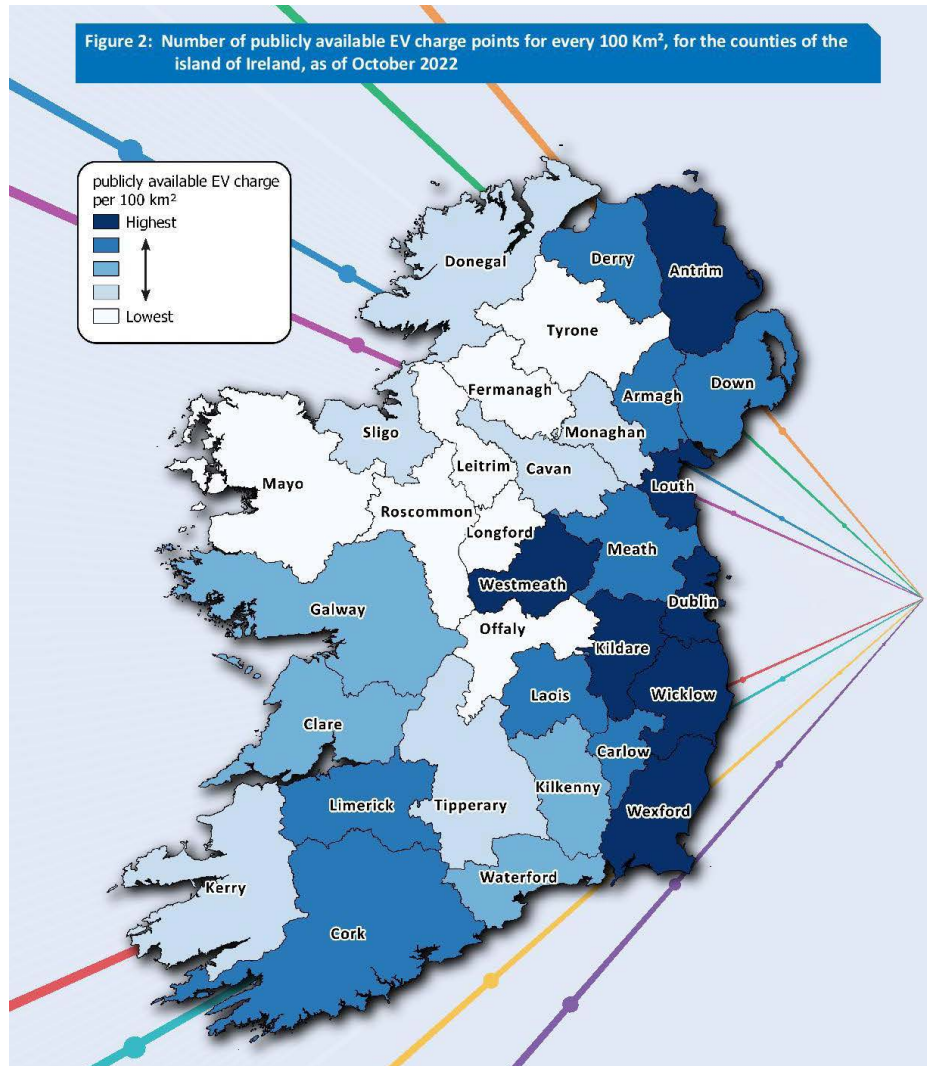 Figure 2: Number of publicly available EV charge points for every 100 Km², for the counties of the
island of Ireland, as of October 2022
publicly available EV charge
per 100 km²
Highest
Lowest
Donegal
Derry
Antrim
Tyrone
Fermanagh
Armagh
Down
Monaghan
Sligo
Leitrim
Cavan
Mayo
Louth
Roscommon
Longford
Meath
Westmeath
Dublin
Galway
Offaly
Kildare
Laois
Wicklow
Clare
Carlow
Kilkenny
Limerick
Tipperary
Wexford
Waterford
Kerry
Cork